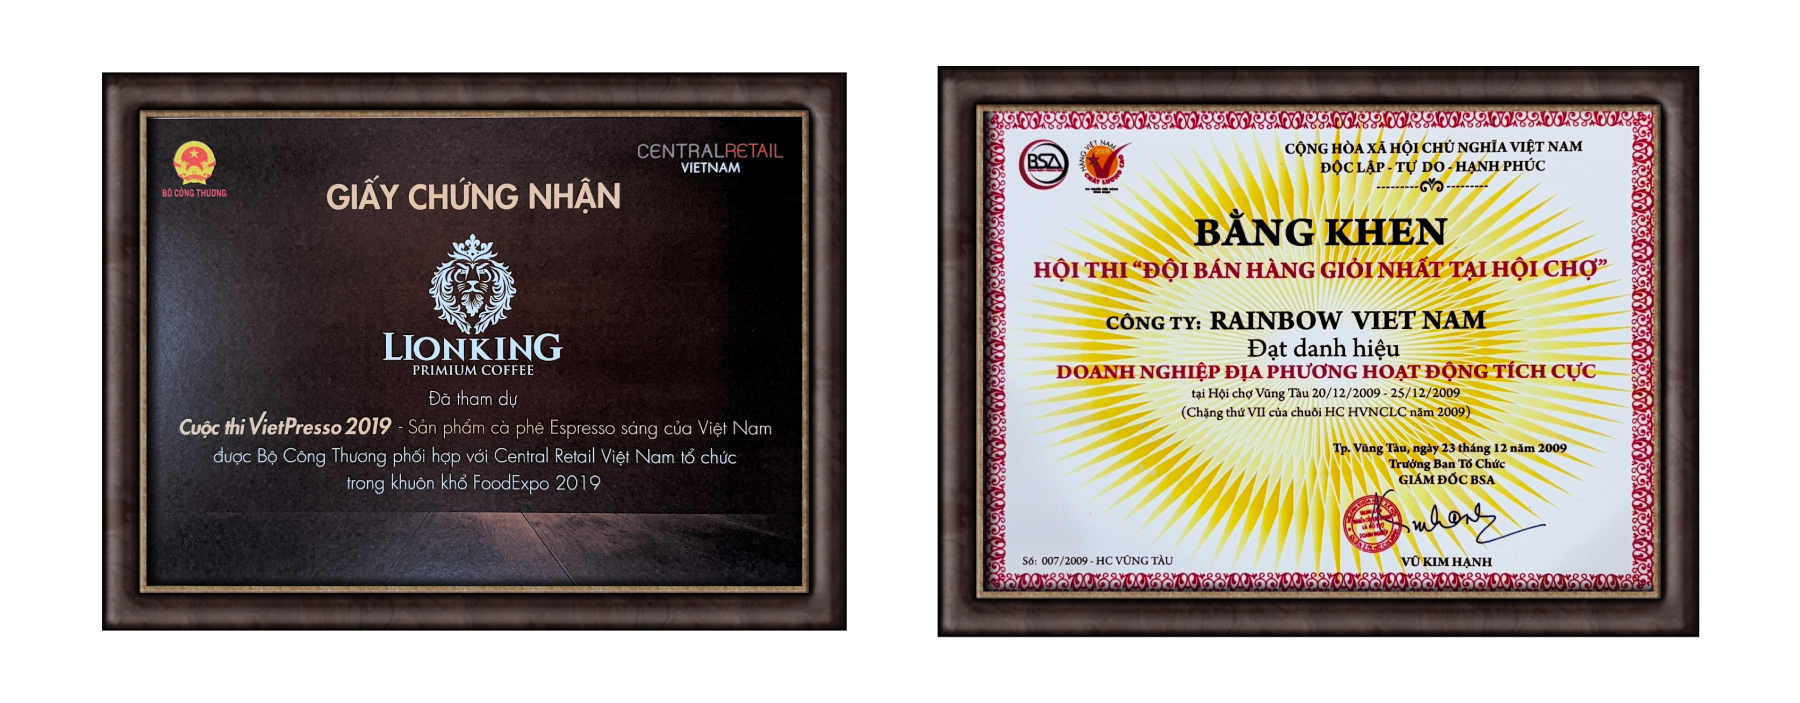 BỘ CÔNG THƯƠNG
CENTRALRETAIL
VIETNAM
GIẤY CHỨNG NHẬN
LIONKING
PRIMIUM COFFEE
Đã tham dự
Cuộc thi VietPresso 2019 - Sản phẩm cà phê Espresso sáng của Việt Nam
được Bộ Công Thương phối hợp với Central Retail Việt Nam tổ chức
trong khuôn khổ FoodExpo 2019
BSA
HÀNG VIỆT NAM
2009
CHẤT LƯỢNG CAO
CỘNG HÒA XÃ HỘI CHỦ NGHĨA VIỆT NAM
ĐỘC LẬP - TỰ DO - HẠNH PHÚC
BẰNG KHEN
HỘI THI “ĐỘI BÁN HÀNG GIỎI NHẤT TẠI HỘI CHỢ”
CÔNG TY: RAINBOW VIET NAM
Đạt danh hiệu
DOANH NGHIỆP ĐỊA PHƯƠNG HOẠT ĐỘNG TÍCH CỰC
tại Hội chợ Vũng Tàu 20/12/2009 - 25/12/2009
(Chặng thứ VII của chuỗi HC HVNCLC năm 2009)
Tp. Vũng Tàu, ngày 23 tháng 12 năm 2009
Trưởng Ban Tổ Chức
GIÁM ĐỐC BSA
Số: 007/2009 - HC VŨNG TÀU
VŨ KIM HẠNH